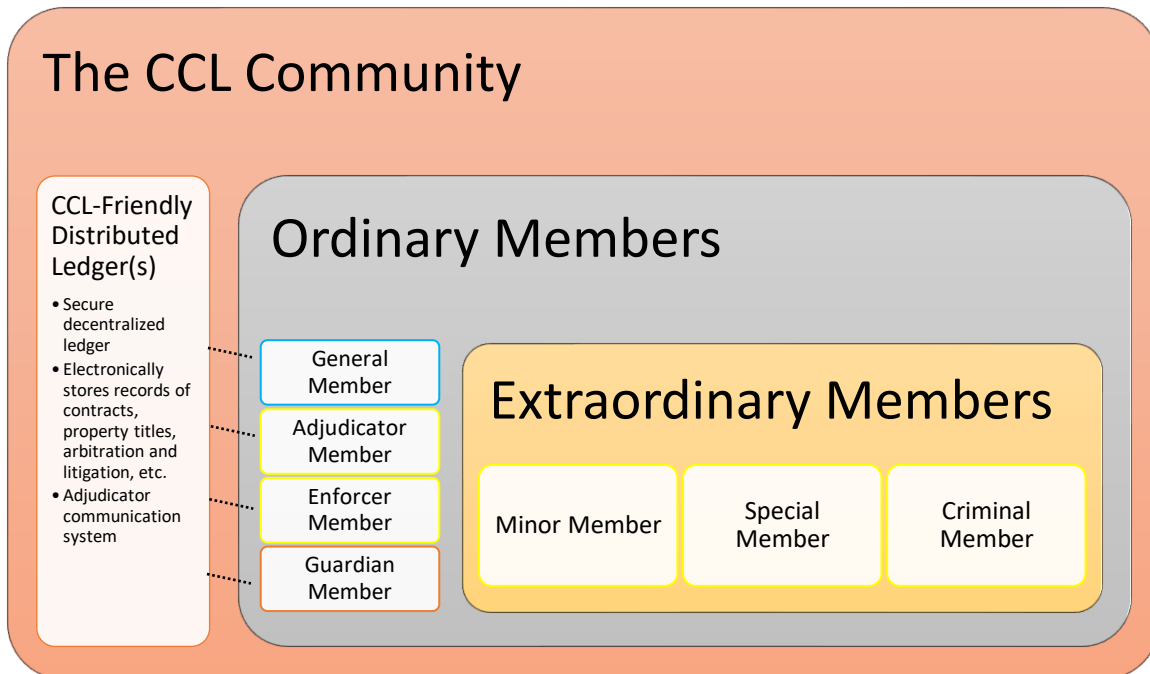 The CCL Community
CCL-Friendly
Distributed
Ledger(s)
• Secure
decentralized
ledger
• Electronically
stores records of
contracts,
property titles,
arbitration and
litigation, etc.
• Adjudicator
communication
system
Ordinary Members
General
Member
Adjudicator
Member
Enforcer
Member
Guardian
Member
Extraordinary Members
Minor Member
Special
Member
Criminal
Member